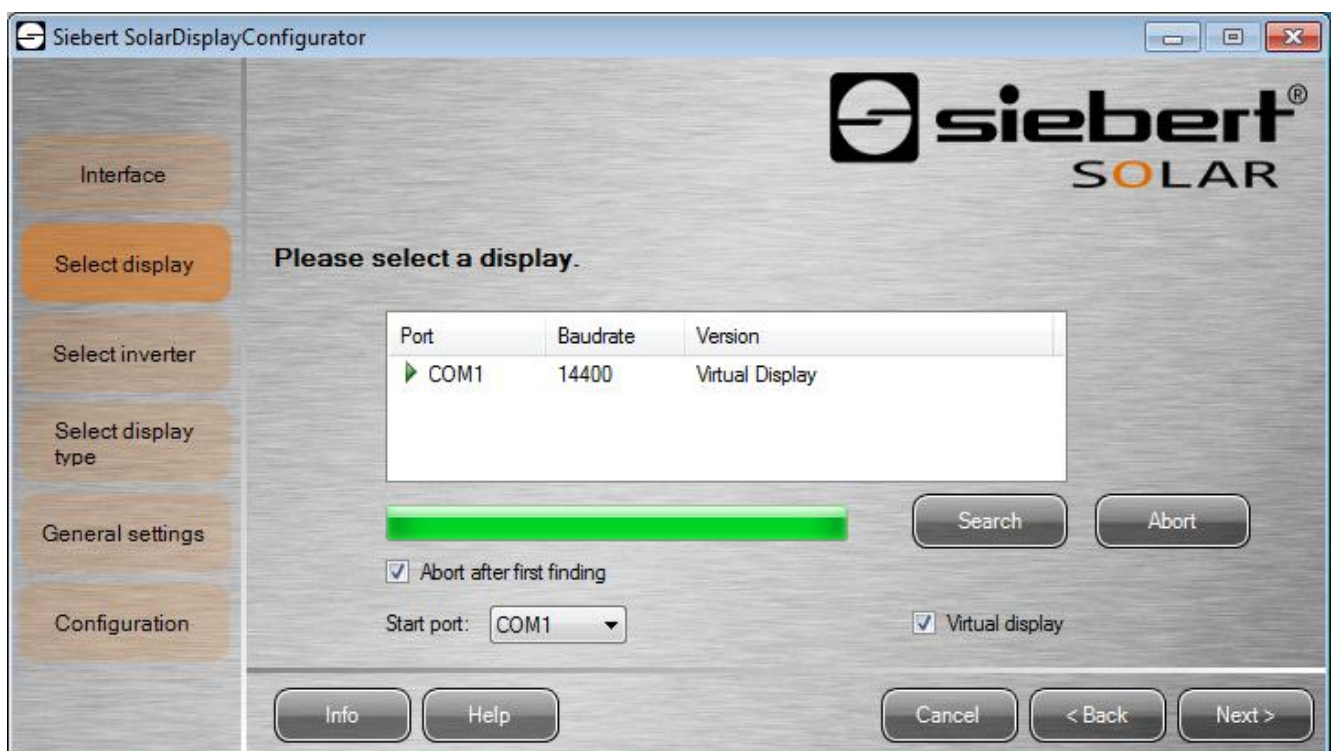 Siebert SolarDisplayConfigurator
siebert®
SOLAR
Interface
Select display
Select inverter
Select display
type
General settings
Configuration
Please select a display.
Port Baudrate Version
COM1 14400 Virtual Display
Search Abort
Abort after first finding
Start port: COM1 Virtual display
Info Help Cancel < Back Next >